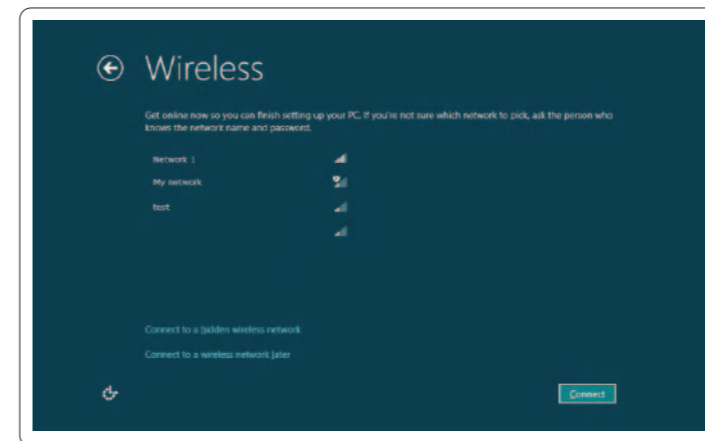 Wireless
Get online now so you can finish setting up your PC. If you're not sure which network to pick, ask the person who
knows the network name and password.
Network 1
My network
test
Connect to a hidden wireless network
Connect to a wireless network later
Connect